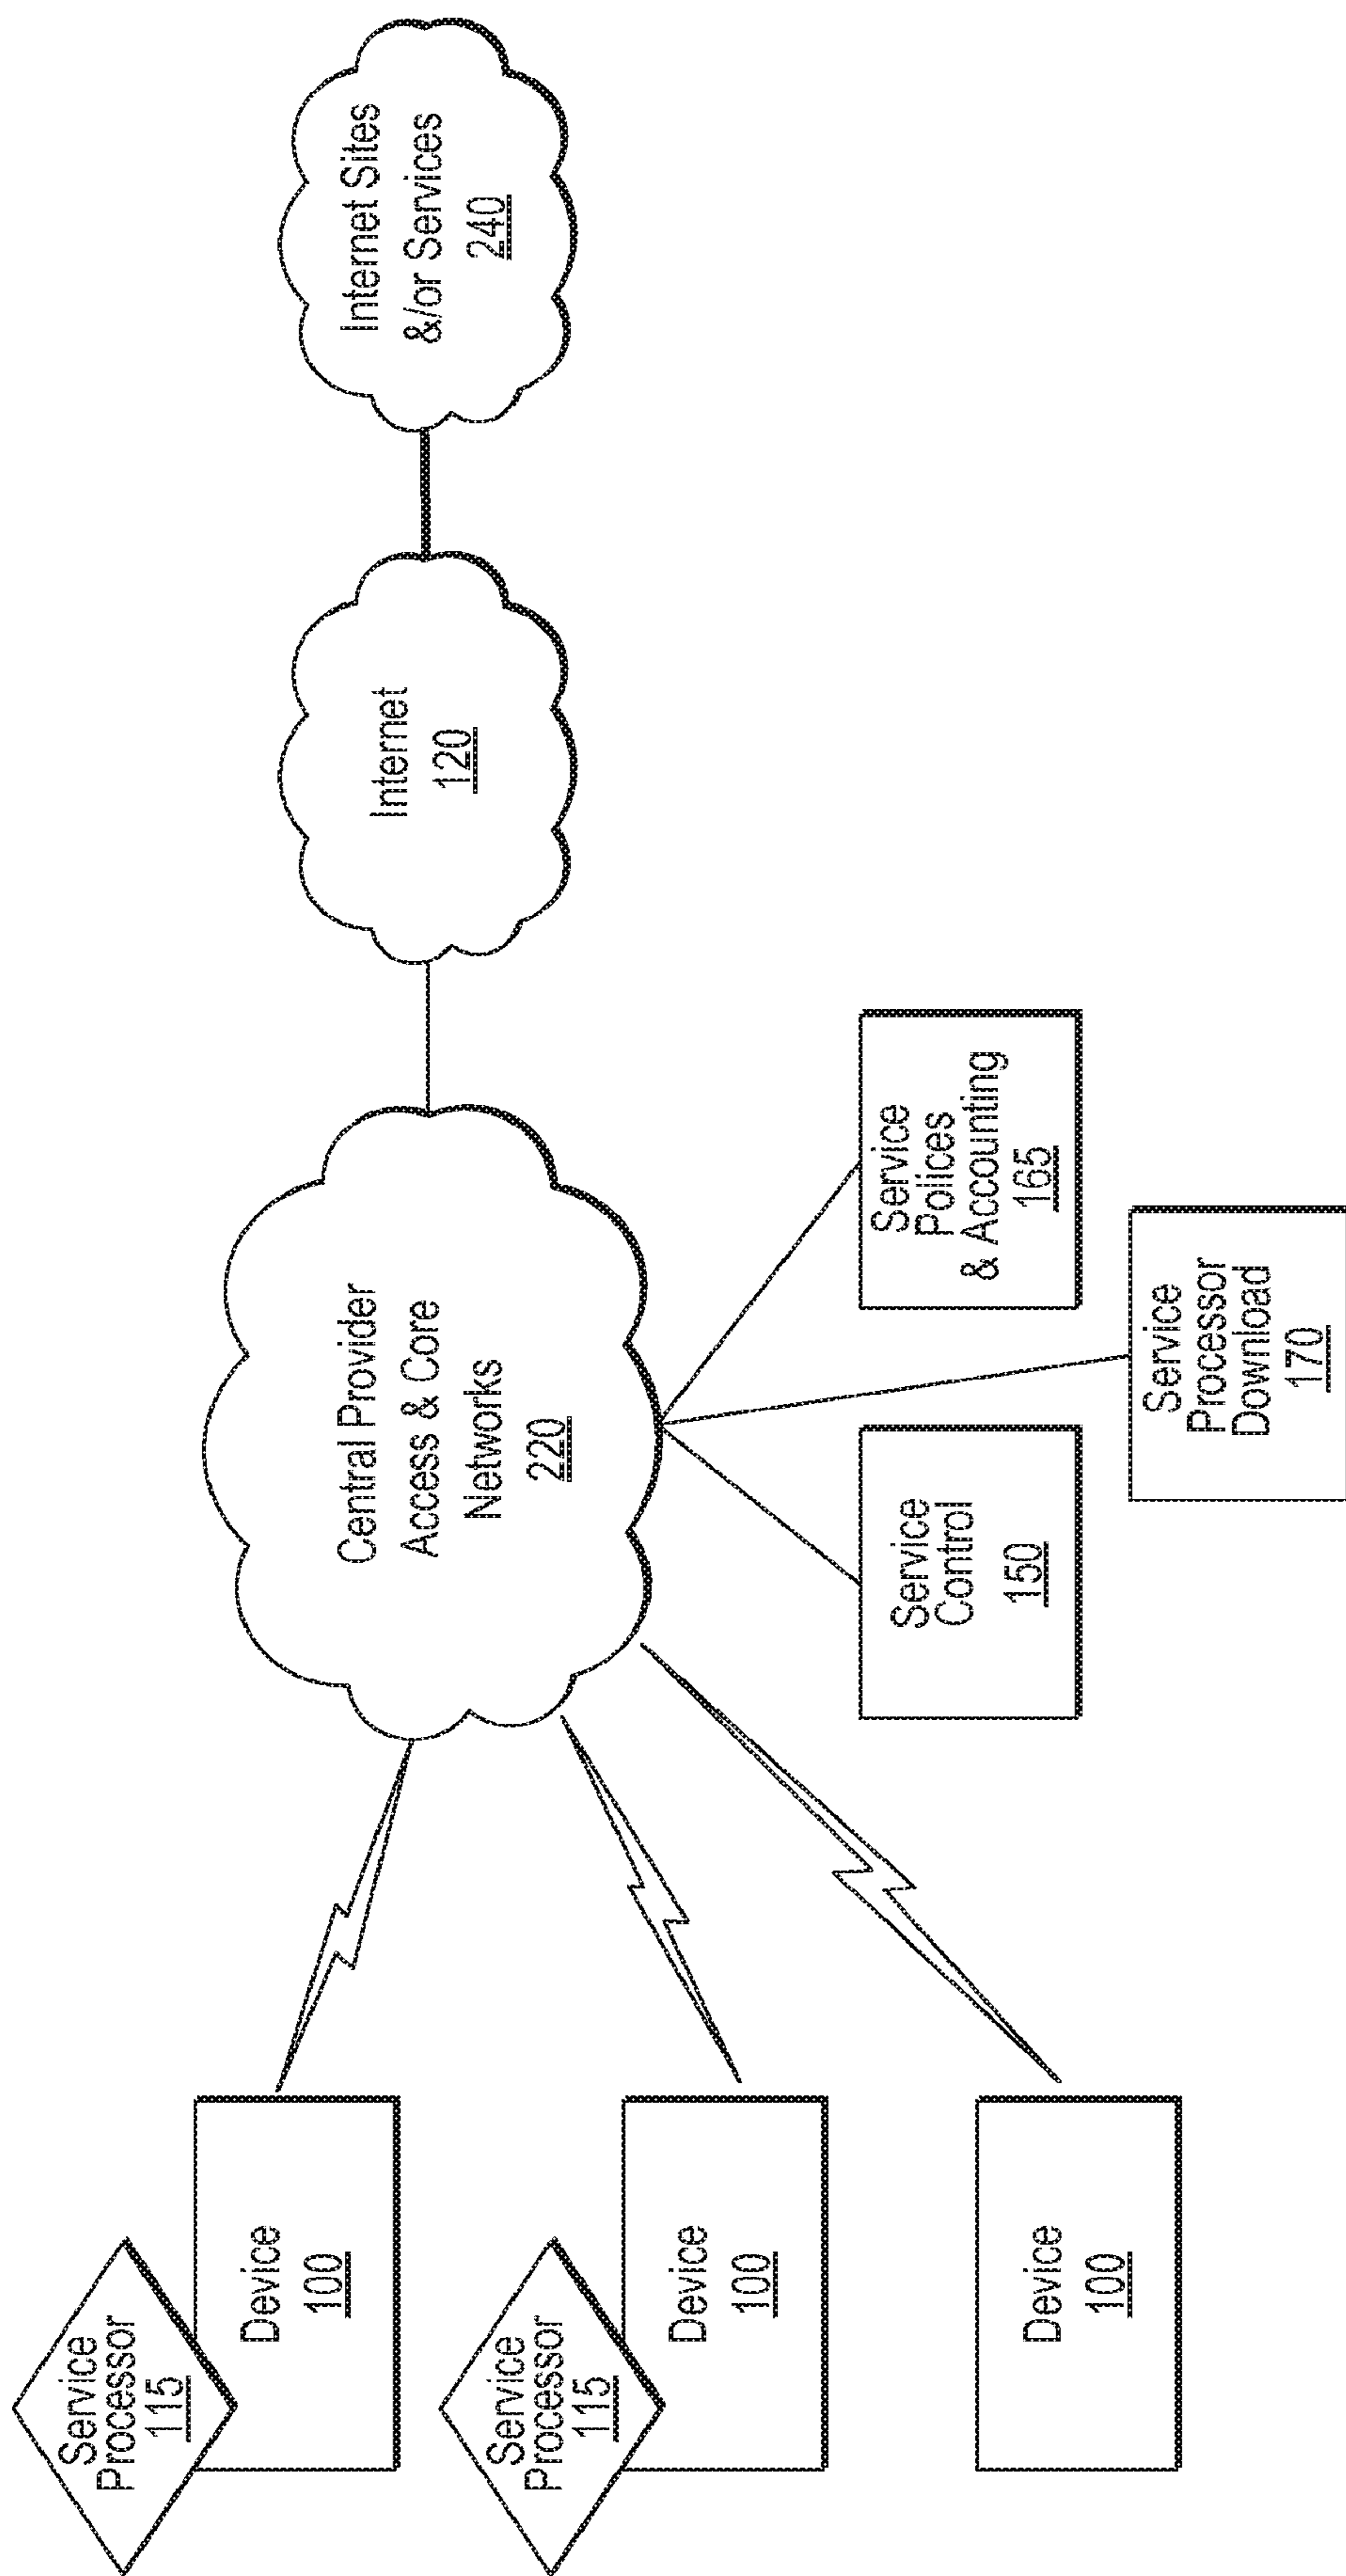 Service
Processor
115
Device
100
Service
Processor
115
Device
100
Device
100
Central Provider
Access & Core
Networks
220
Service
Control
150
Service
Processor
Download
170
Service
Polices
& Accounting
165
Internet
120
Internet Sites
&/or Services
240